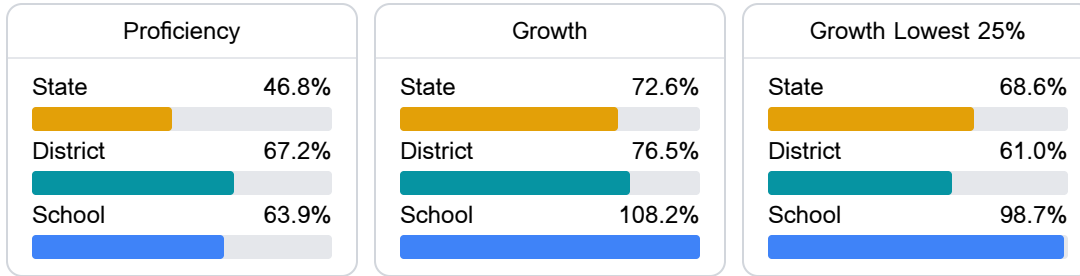 Proficiency
State 46.8%
District 67.2%
School 63.9%
Growth
State 72.6%
District 76.5%
School 108.2%
Growth Lowest 25%
State 68.6%
District 61.0%
School 98.7%